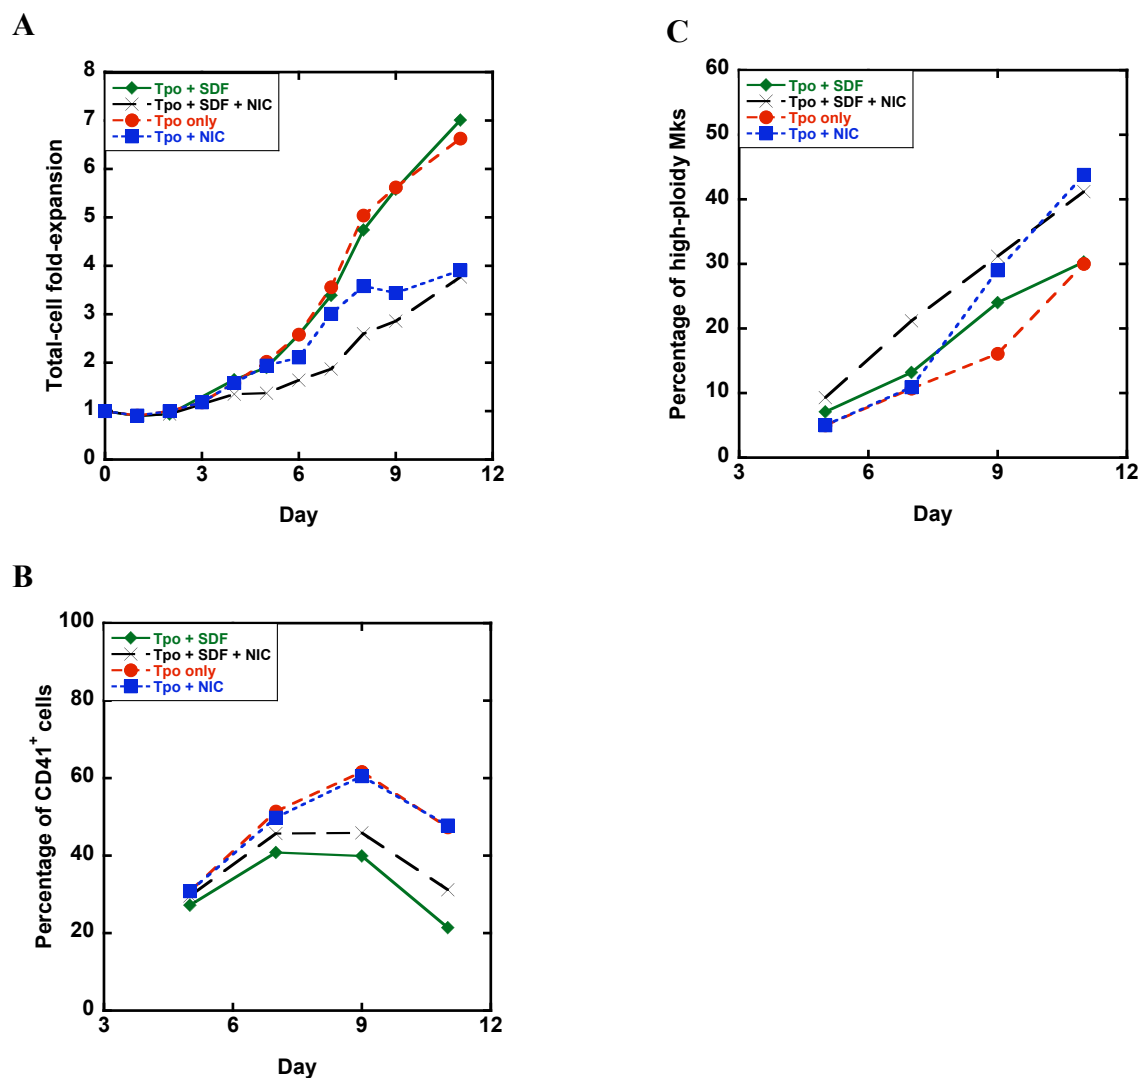 A
Total-cell fold-expansion
8
7
6
5
4
3
2
1
0
Tpo + SDF
Tpo + SDF + NIC
Tpo only
Tpo + NIC
0 3 6 9 12
Day
C
Percentage of high-ploidy Mks
60
50
40
30
20
10
0
Tpo + SDF
Tpo + SDF + NIC
Tpo only
Tpo + NIC
3 6 9 12
Day
B
Percentage of CD41+ cells
100
80
60
40
20
0
Tpo + SDF
Tpo + SDF + NIC
Tpo only
Tpo + NIC
3 6 9 12
Day